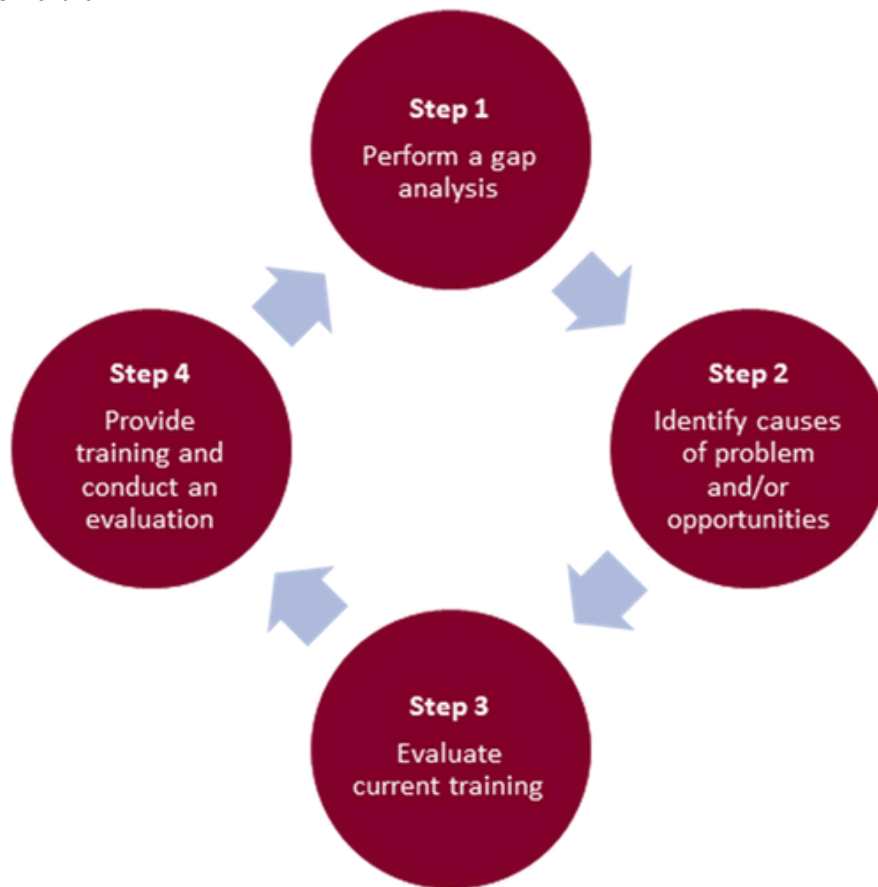 Step 1
Perform a gap
analysis
Step 2
Identify causes
of problem
and/or
opportunities
Step 3
Evaluate
current training
Step 4
Provide
training and
conduct an
evaluation